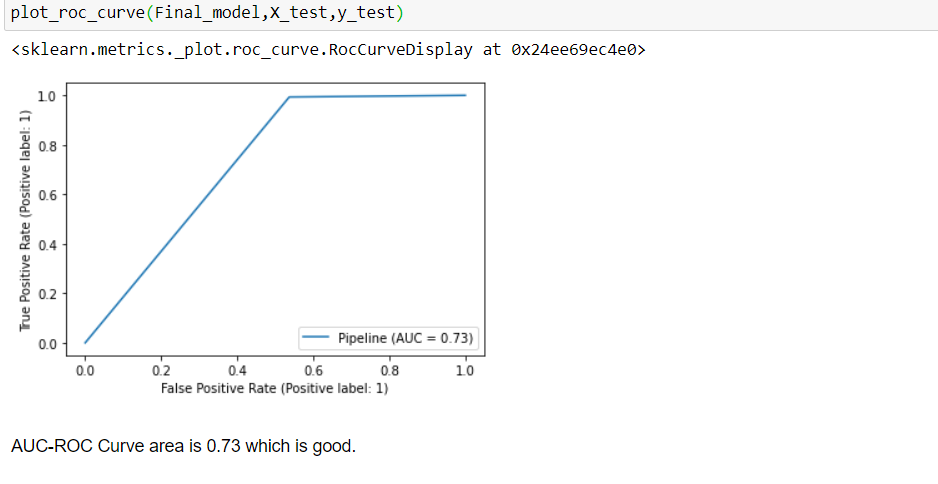 plot_roc_curve(Final_model,X_test,y_test)
<sklearn.metrics._plot.roc_curve.RocCurveDisplay at 0x24ee69ec4e0>
1.0
0.8
0.6
0.4
0.2
0.0
True Positive Rate (Positive label: 1)
Pipeline (AUC = 0.73)
0.0 0.2 0.4 0.6 0.8 1.0
False Positive Rate (Positive label: 1)
AUC-ROC Curve area is 0.73 which is good.